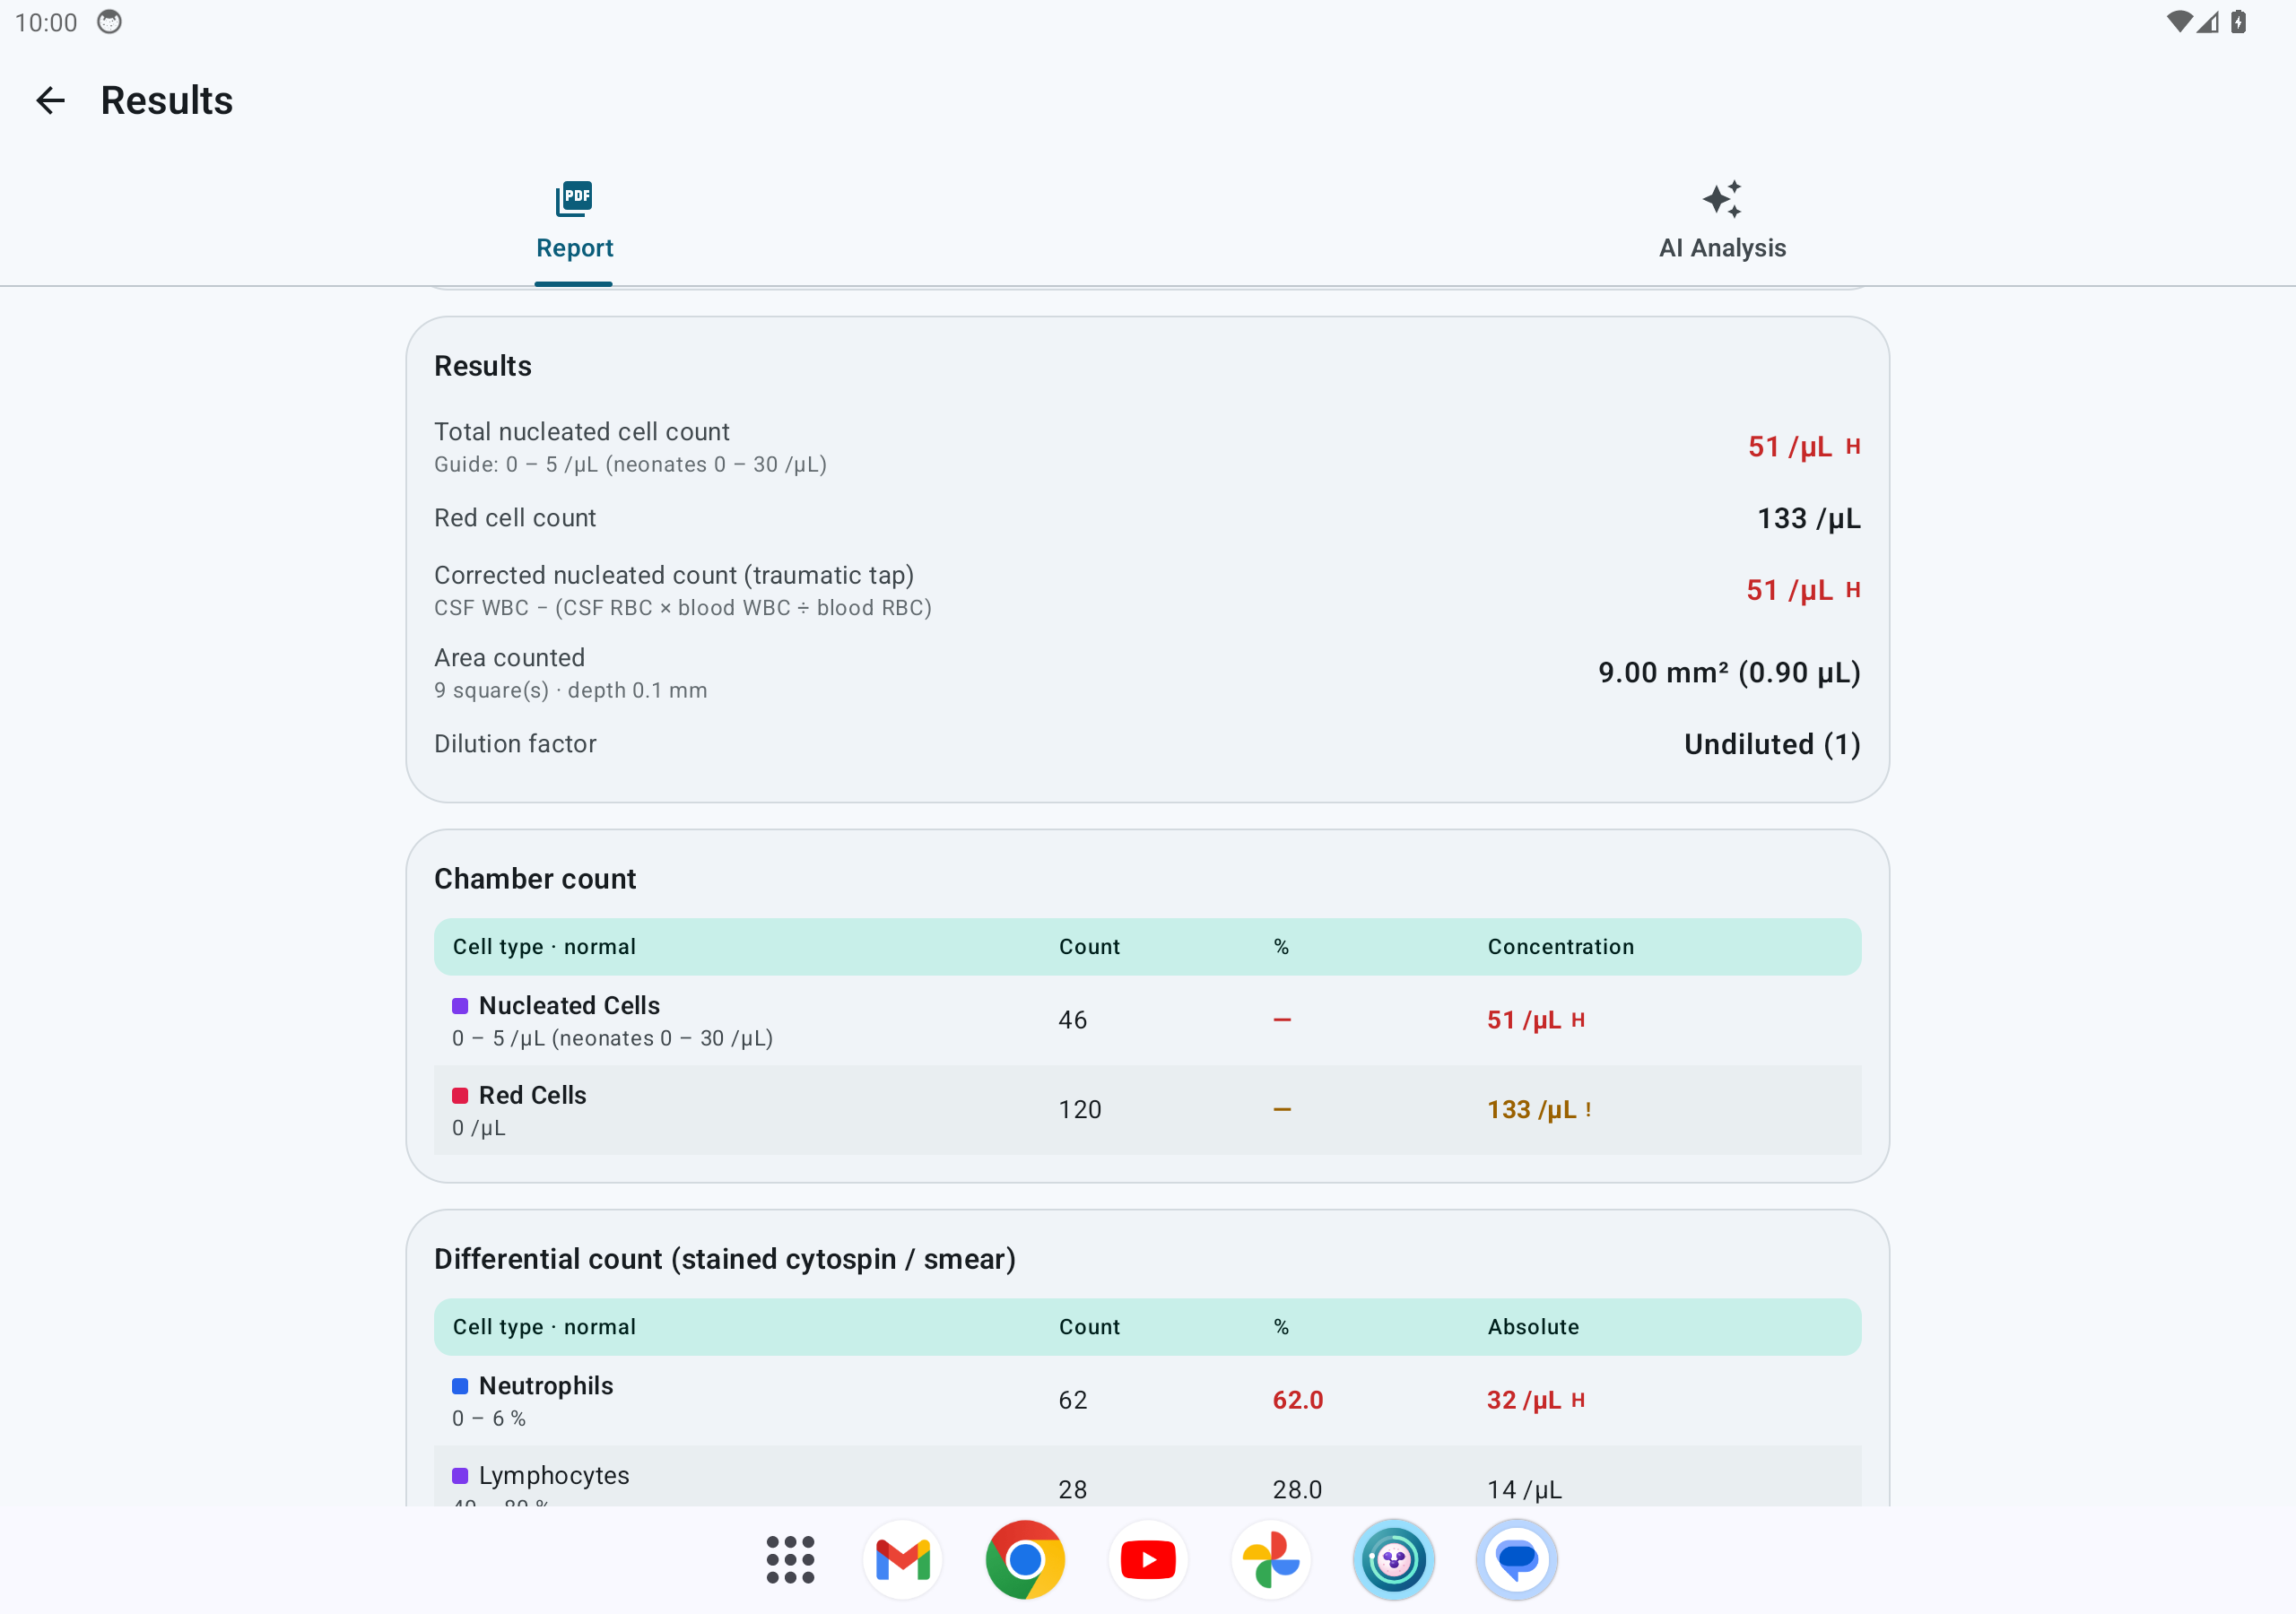 10:00
Results
PDF
Report
AI Analysis
Results
Total nucleated cell count
Guide: 0 – 5 /µL (neonates 0 – 30 /µL)
51 /µL H
Red cell count
133 /µL
Corrected nucleated count (traumatic tap)
CSF WBC − (CSF RBC × blood WBC ÷ blood RBC)
51 /µL H
Area counted
9 square(s) · depth 0.1 mm
9.00 mm² (0.90 µL)
Dilution factor
Undiluted (1)
Chamber count
Cell type · normal Count % Concentration
Nucleated Cells
0 – 5 /µL (neonates 0 – 30 /µL)
46 – 51 /µL H
Red Cells
0 /µL
120 – 133 /µL !
Differential count (stained cytospin / smear)
Cell type · normal Count % Absolute
Neutrophils
0 – 6 %
62 62.0 32 /µL H
Lymphocytes
28 28.0 14 /µL